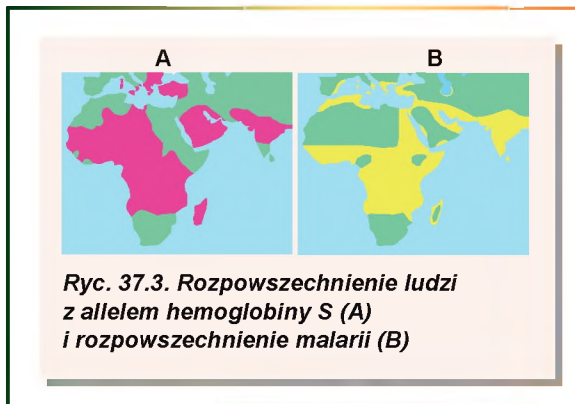 A B
Ryc. 37.3. Rozpowszechnienie ludzi
z allelem hemoglobiny S (A)
i rozpowszechnienie malarii (B)